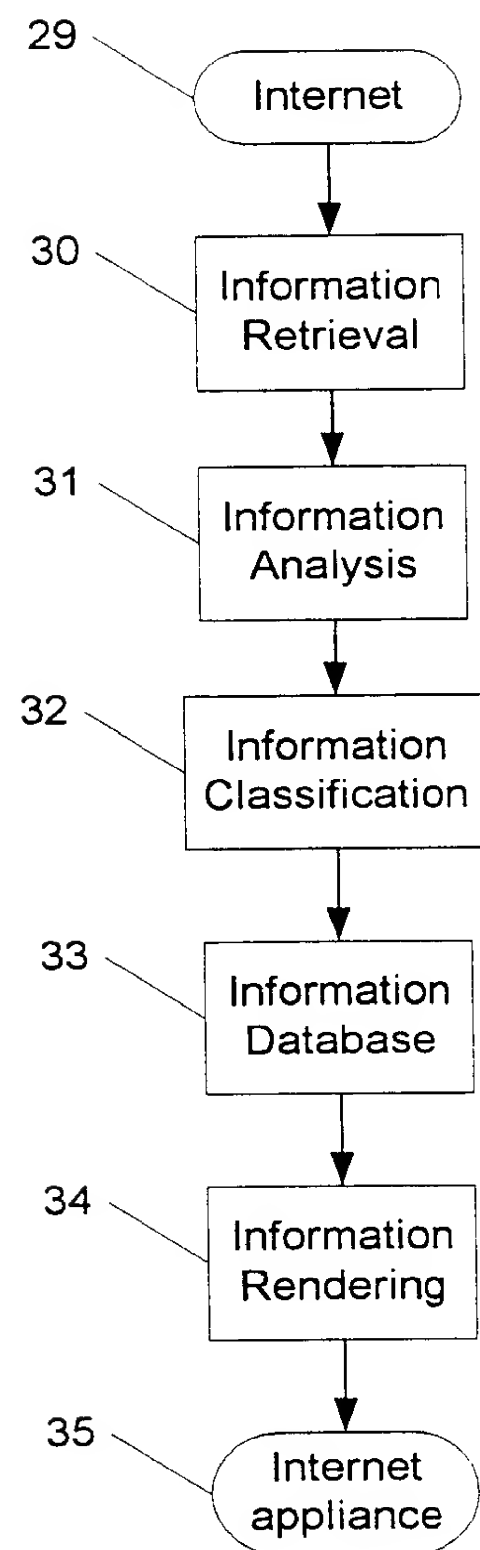 29
Internet
30
Information
Retrieval
31
Information
Analysis
32
Information
Classification
33
Information
Database
34
Information
Rendering
35
Internet
appliance